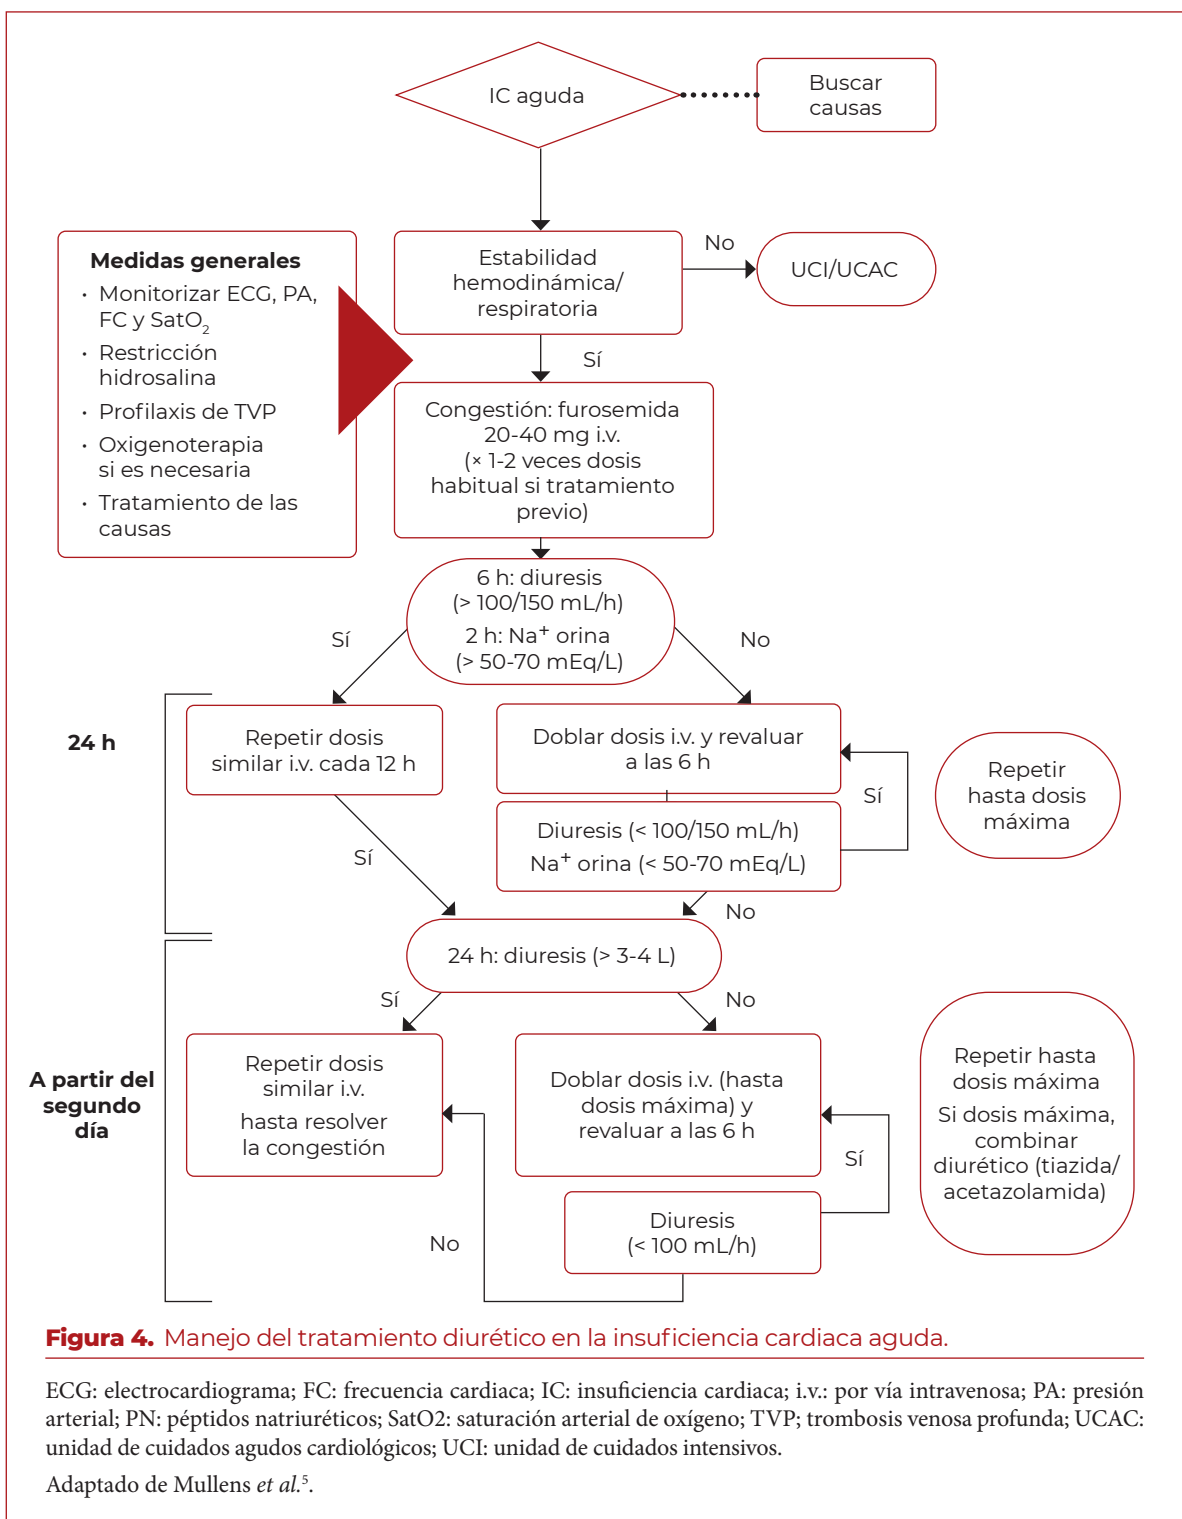 IC aguda
Buscar
causas
Estabilidad
hemodinámica/
respiratoria
No
UCI/UCAC
Medidas generales
· Monitorizar ECG, PA,
FC y SatO₂
· Restricción
hidrosalina
· Profilaxis de TVP
· Oxigenoterapia
si es necesaria
· Tratamiento de las
causas
Sí
Congestión: furosemida
20-40 mg i.v.
(× 1-2 veces dosis
habitual si tratamiento
previo)
6 h: diuresis
(> 100/150 mL/h)
2 h: Na⁺ orina
(> 50-70 mEq/L)
Sí
No
24 h
Repetir dosis
similar i.v. cada 12 h
Doblar dosis i.v. y revaluar
a las 6 h
Sí
Repetir
hasta dosis
máxima
Diuresis (< 100/150 mL/h)
Na⁺ orina (< 50-70 mEq/L)
Sí
No
24 h: diuresis (> 3-4 L)
Sí
No
A partir del
segundo
día
Repetir dosis
similar i.v.
hasta resolver
la congestión
Doblar dosis i.v. (hasta
dosis máxima) y
revaluar a las 6 h
Sí
Repetir hasta
dosis máxima
Si dosis máxima,
combinar
diurético (tiazida/
acetazolamida)
Diuresis
(< 100 mL/h)
No
Figura 4. Manejo del tratamiento diurético en la insuficiencia cardiaca aguda.
ECG: electrocardiograma; FC: frecuencia cardiaca; IC: insuficiencia cardiaca; i.v.: por vía intravenosa; PA: presión
arterial; PN: péptidos natriuréticos; SatO2: saturación arterial de oxígeno; TVP; trombosis venosa profunda; UCAC:
unidad de cuidados agudos cardiológicos; UCI: unidad de cuidados intensivos.
Adaptado de Mullens et al.⁵.